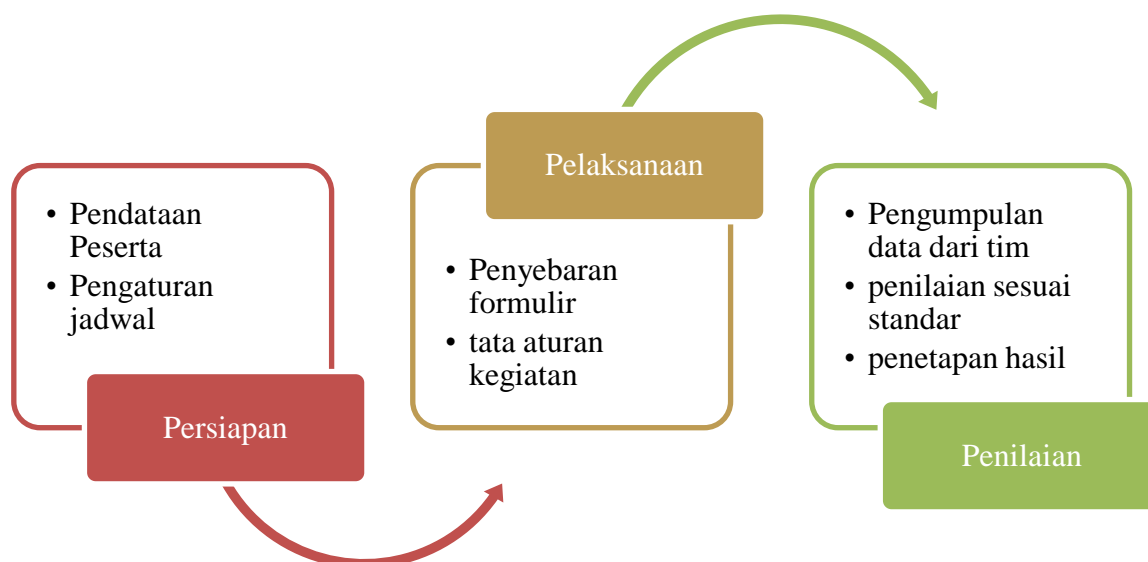 • Pendataan
Peserta
• Pengaturan
jadwal
Persiapan
Pelaksanaan
• Penyebaran
formulir
• tata aturan
kegiatan
• Pengumpulan
data dari tim
• penilaian sesuai
standar
• penetapan hasil
Penilaian